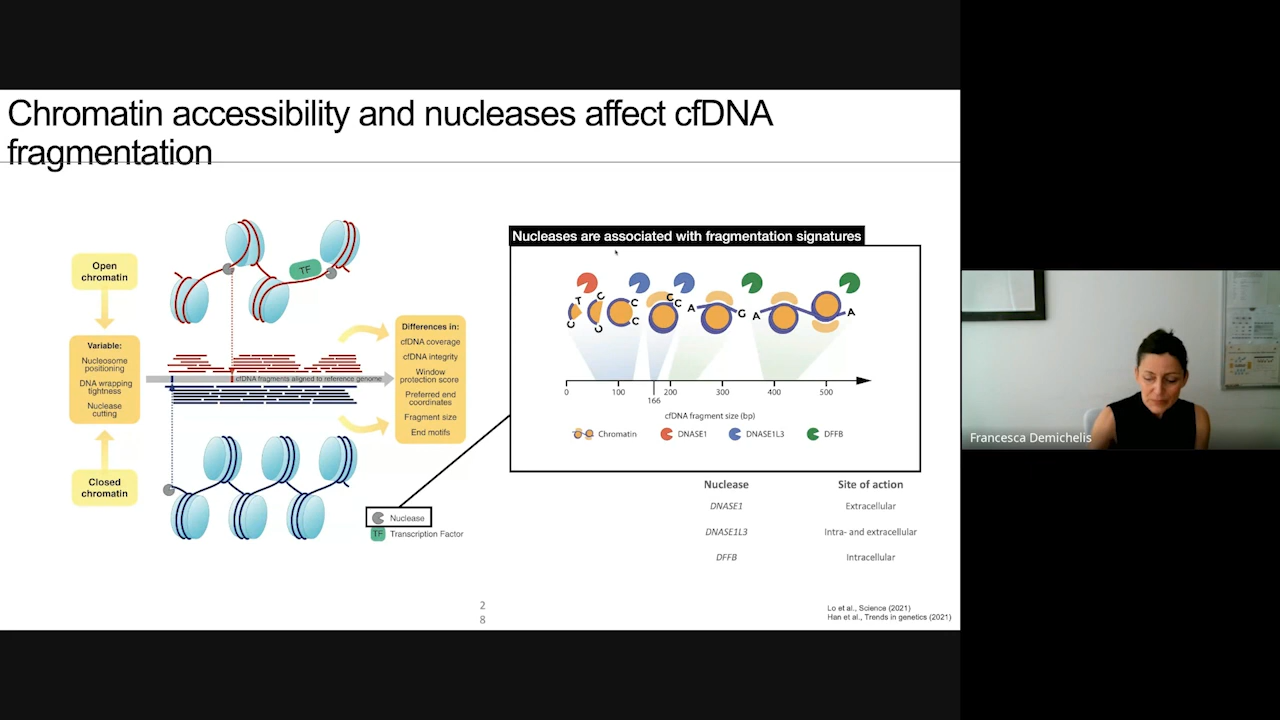 Chromatin accessibility and nucleases affect cfDNA
fragmentation
Open
chromatin
Variable:
Nucleosome
positioning
DNA wrapping
tightness
Nuclease
cutting
Closed
chromatin
TF
cfDNA fragments aligned to reference genome
Differences in:
cfDNA coverage
cfDNA integrity
Window
protection score
Preferred end
coordinates
Fragment size
End motifs
Nuclease
TF Transcription Factor
Nucleases are associated with fragmentation signatures
C T C C C C C C A G A A
0 100 200 300 400 500
166
cfDNA fragment size (bp)
Chromatin DNASE1 DNASE1L3 DFFB
Nuclease Site of action
DNASE1 Extracellular
DNASE1L3 Intra- and extracellular
DFFB Intracellular
2
8
Lo et al., Science (2021)
Han et al., Trends in genetics (2021)
Francesca Demichelis